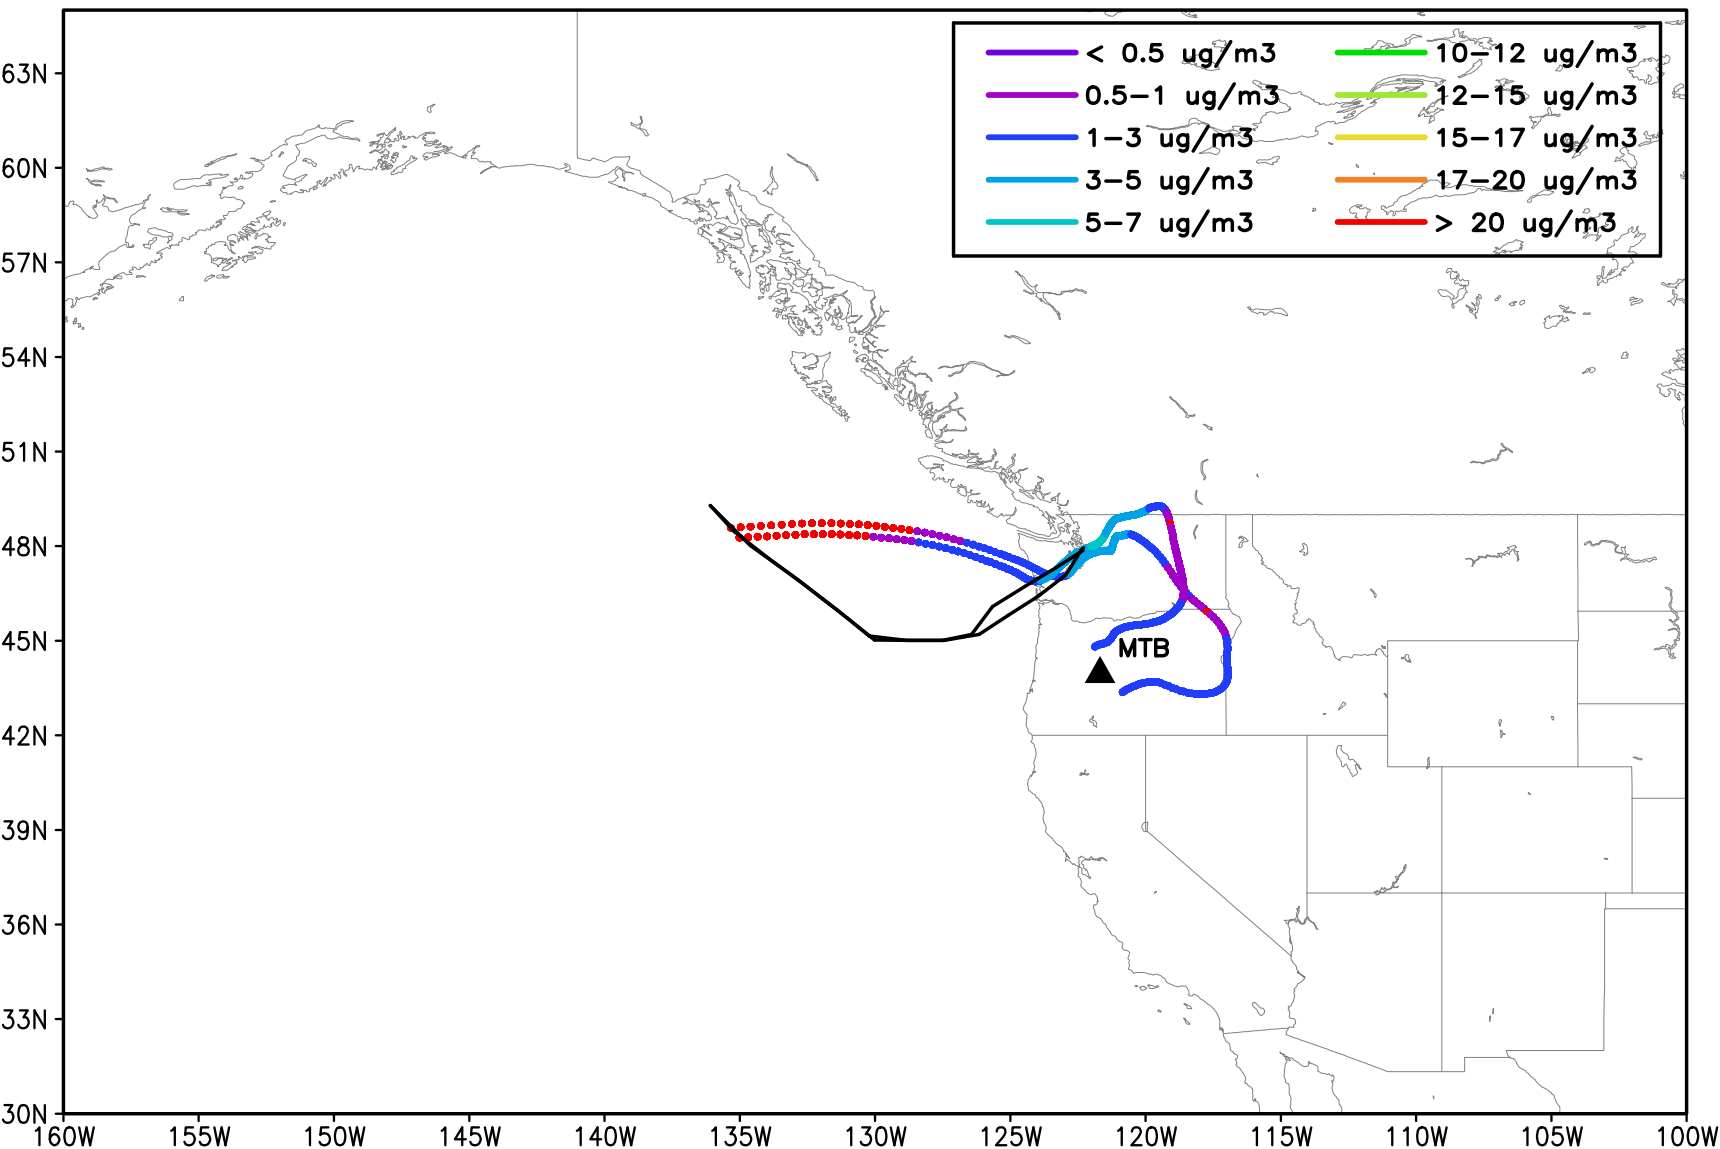 < 0.5 ug/m3 10-12 ug/m3
0.5-1 ug/m3 12-15 ug/m3
1-3 ug/m3 15-17 ug/m3
3-5 ug/m3 17-20 ug/m3
5-7 ug/m3 > 20 ug/m3
63N
60N
57N
54N
51N
48N
45N
MTB
42N
39N
36N
33N
30N
160W 155W 150W 145W 140W 135W 130W 125W 120W 115W 110W 105W 100W